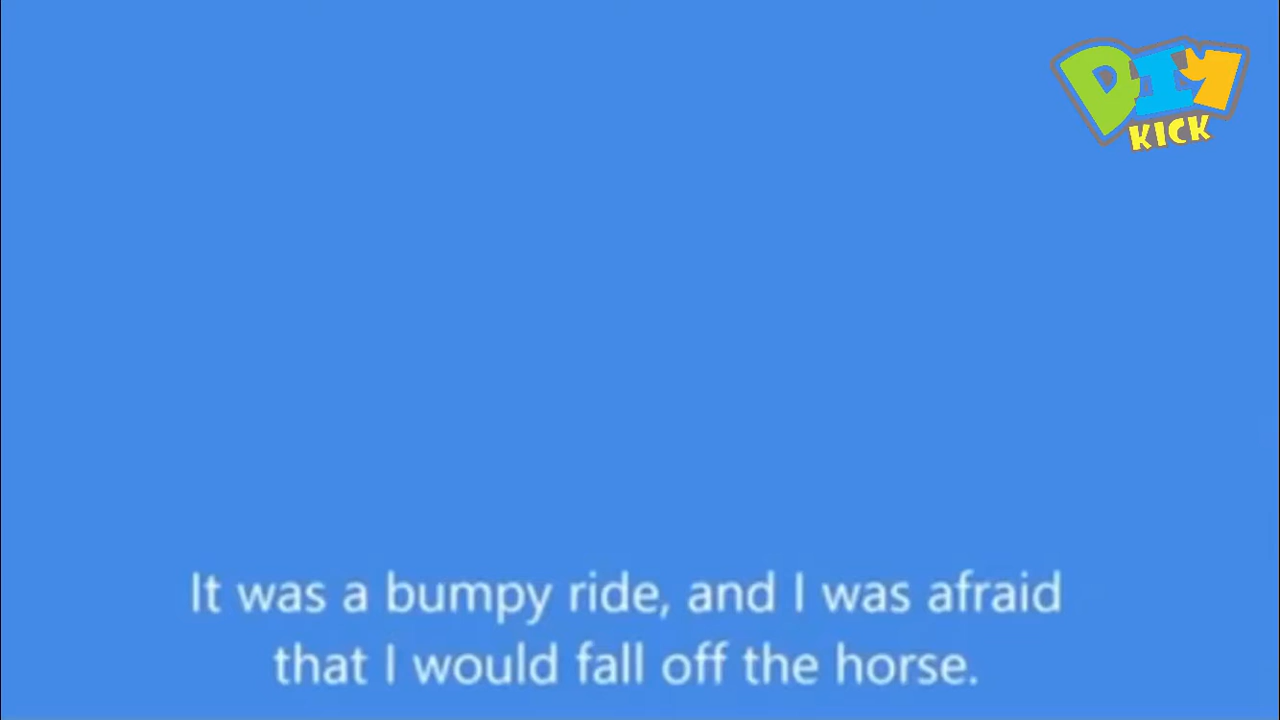 DIY
KICK
It was a bumpy ride, and I was afraid
that I would fall off the horse.